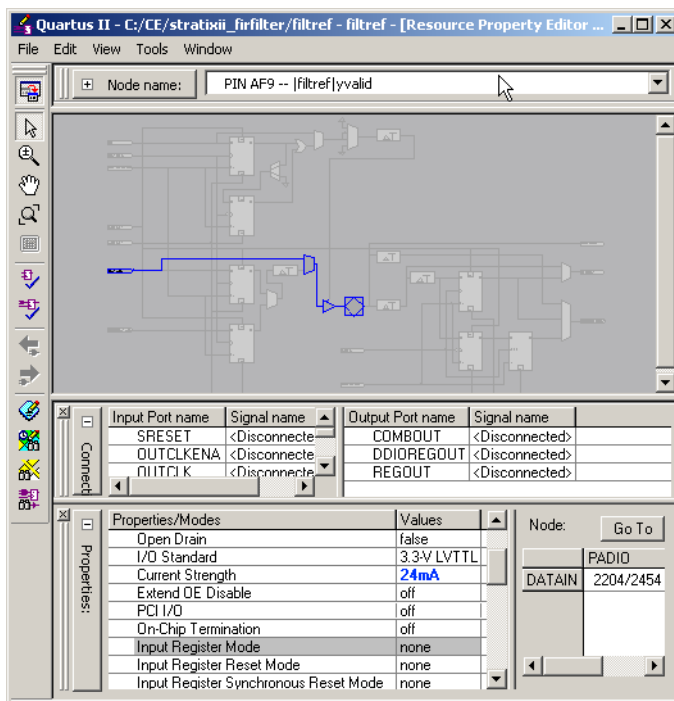 Quartus II - C:/CE/stratixii_firfilter/filtref - filtref - [Resource Property Editor ...
File Edit View Tools Window
Node name: PIN AF9 -- |filtref|yvalid
Input Port name Signal name
SRESET <Disconnecte
OUTCLKENA <Disconnecte
OUTCLK <Disconnecte
Output Port name Signal name
COMBOUT <Disconnected>
DDIOREGOUT <Disconnected>
REGOUT <Disconnected>
Connect
Properties/Modes Values
Open Drain false
I/O Standard 3.3-V LVTTL
Current Strength 24mA
Extend OE Disable off
PCI I/O off
On-Chip Termination off
Input Register Mode none
Input Register Reset Mode none
Input Register Synchronous Reset Mode none
Properties:
Node: Go To
PADIO
DATAIN 2204/2454